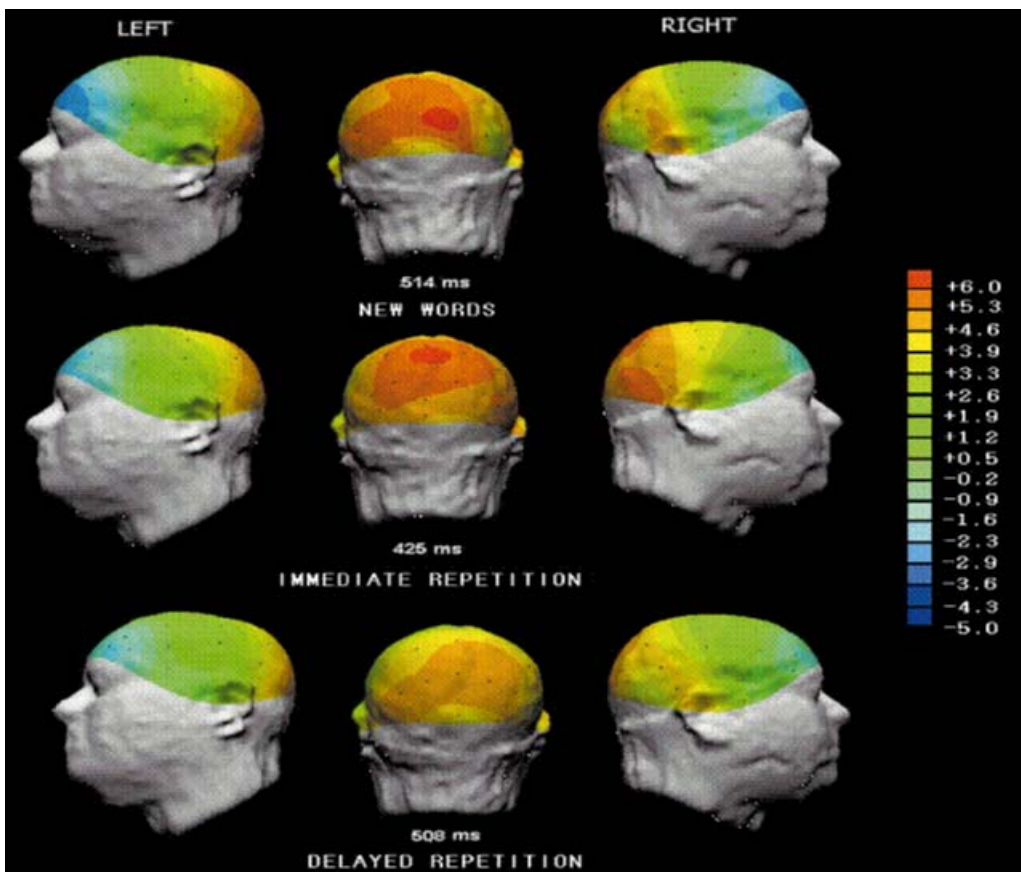 LEFT
RIGHT
514 ms
NEW WORDS
425 ms
IMMEDIATE REPETITION
508 ms
DELAYED REPETITION
+6.0
+5.3
+4.6
+3.9
+3.3
+2.6
+1.9
+1.2
+0.5
-0.2
-0.9
-1.6
-2.3
-2.9
-3.6
-4.3
-5.0